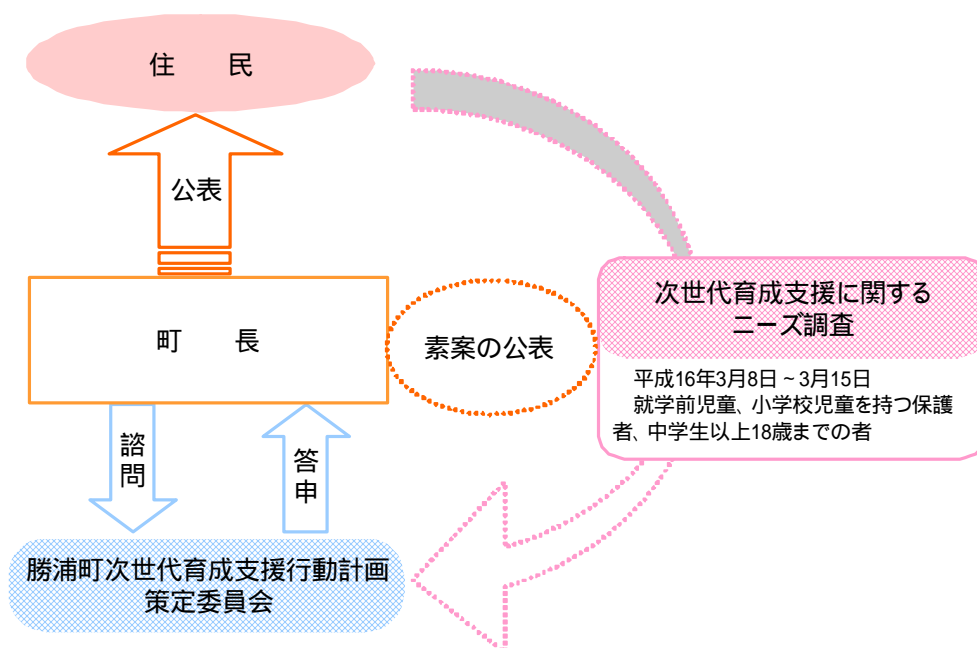 住　民
公表
町　長
素案の公表
次世代育成支援に関する
ニーズ調査
平成16年3月8日～3月15日
就学前児童、小学校児童を持つ保護
者、中学生以上18歳までの者
諮問
答申
勝浦町次世代育成支援行動計画
策定委員会